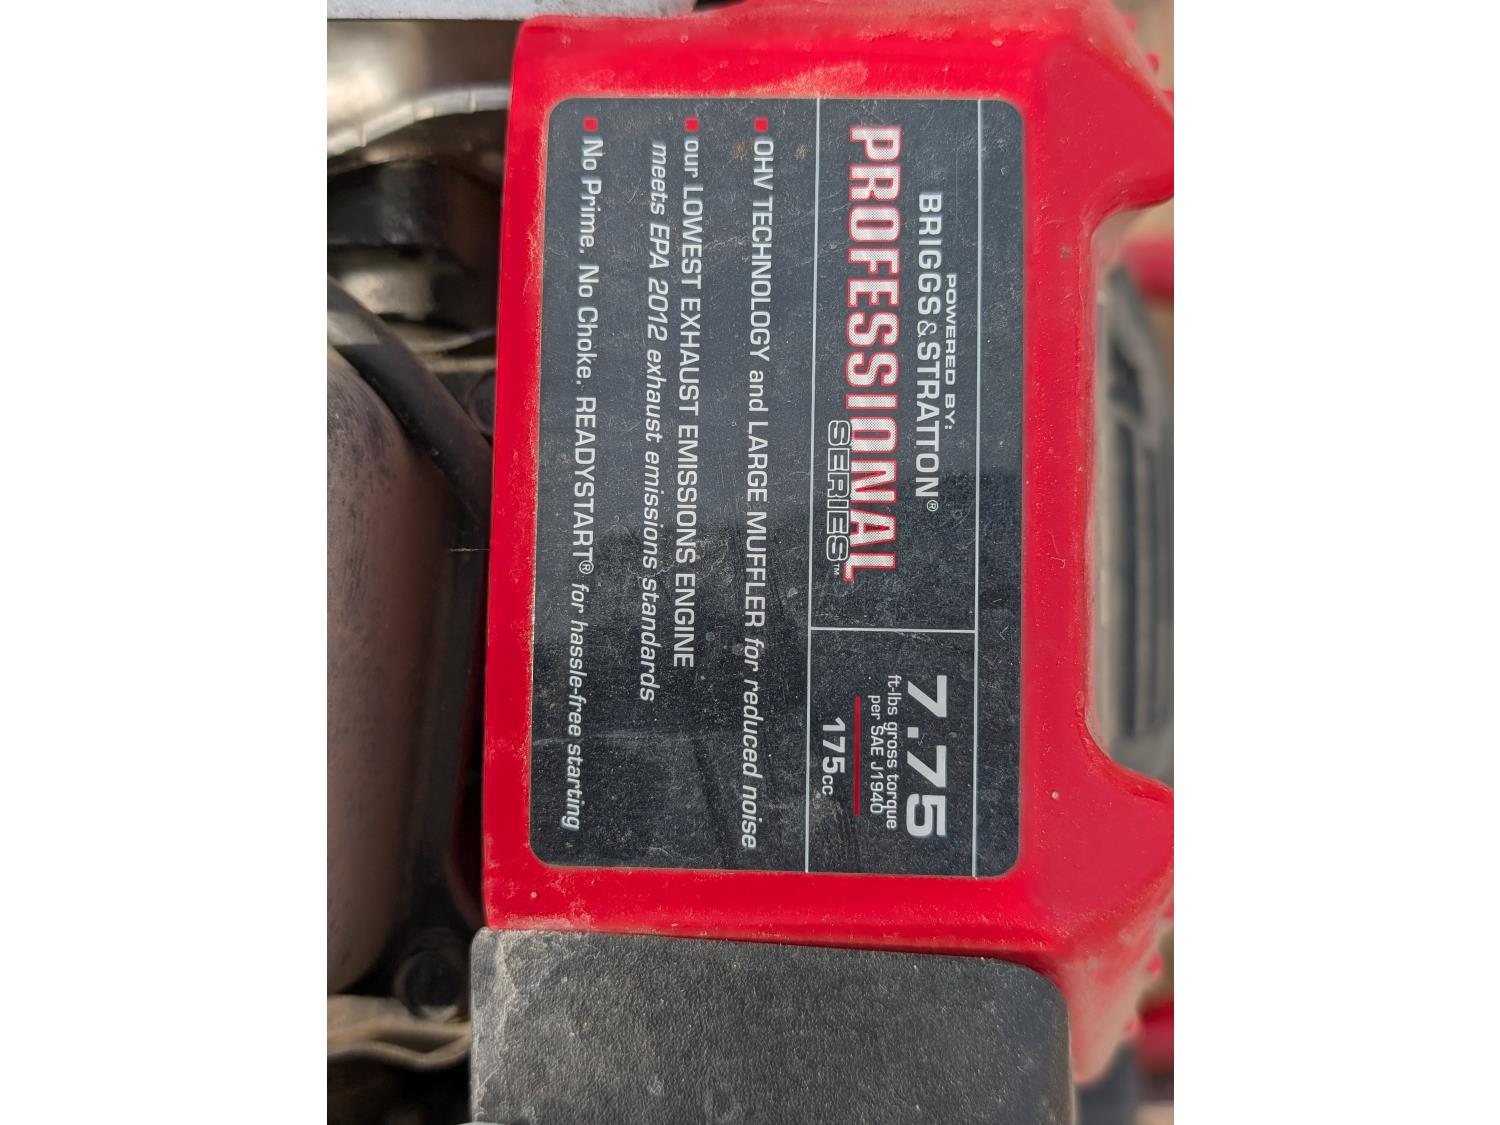 POWERED BY:
BRIGGS & STRATTON®
PROFESSIONAL
SERIES™
7.75
ft-lbs gross torque
per SAE J1940
175cc
OHV TECHNOLOGY and LARGE MUFFLER for reduced noise
our LOWEST EXHAUST EMISSIONS ENGINE
meets EPA 2012 exhaust emissions standards
No Prime. No Choke. READYSTART® for hassle-free starting